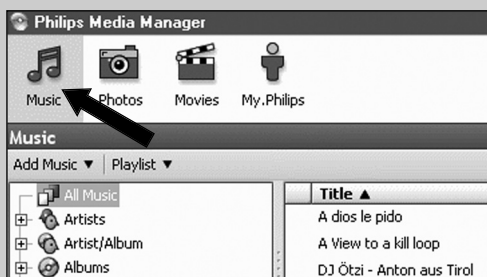 Philips Media Manager
Music Photos Movies My.Philips
Music
Add Music ▼ Playlist ▼
All Music
Artists
Artist/Album
Albums
Title ▲
A dios le pido
A View to a kill loop
DJ Ötzi - Anton aus Tirol